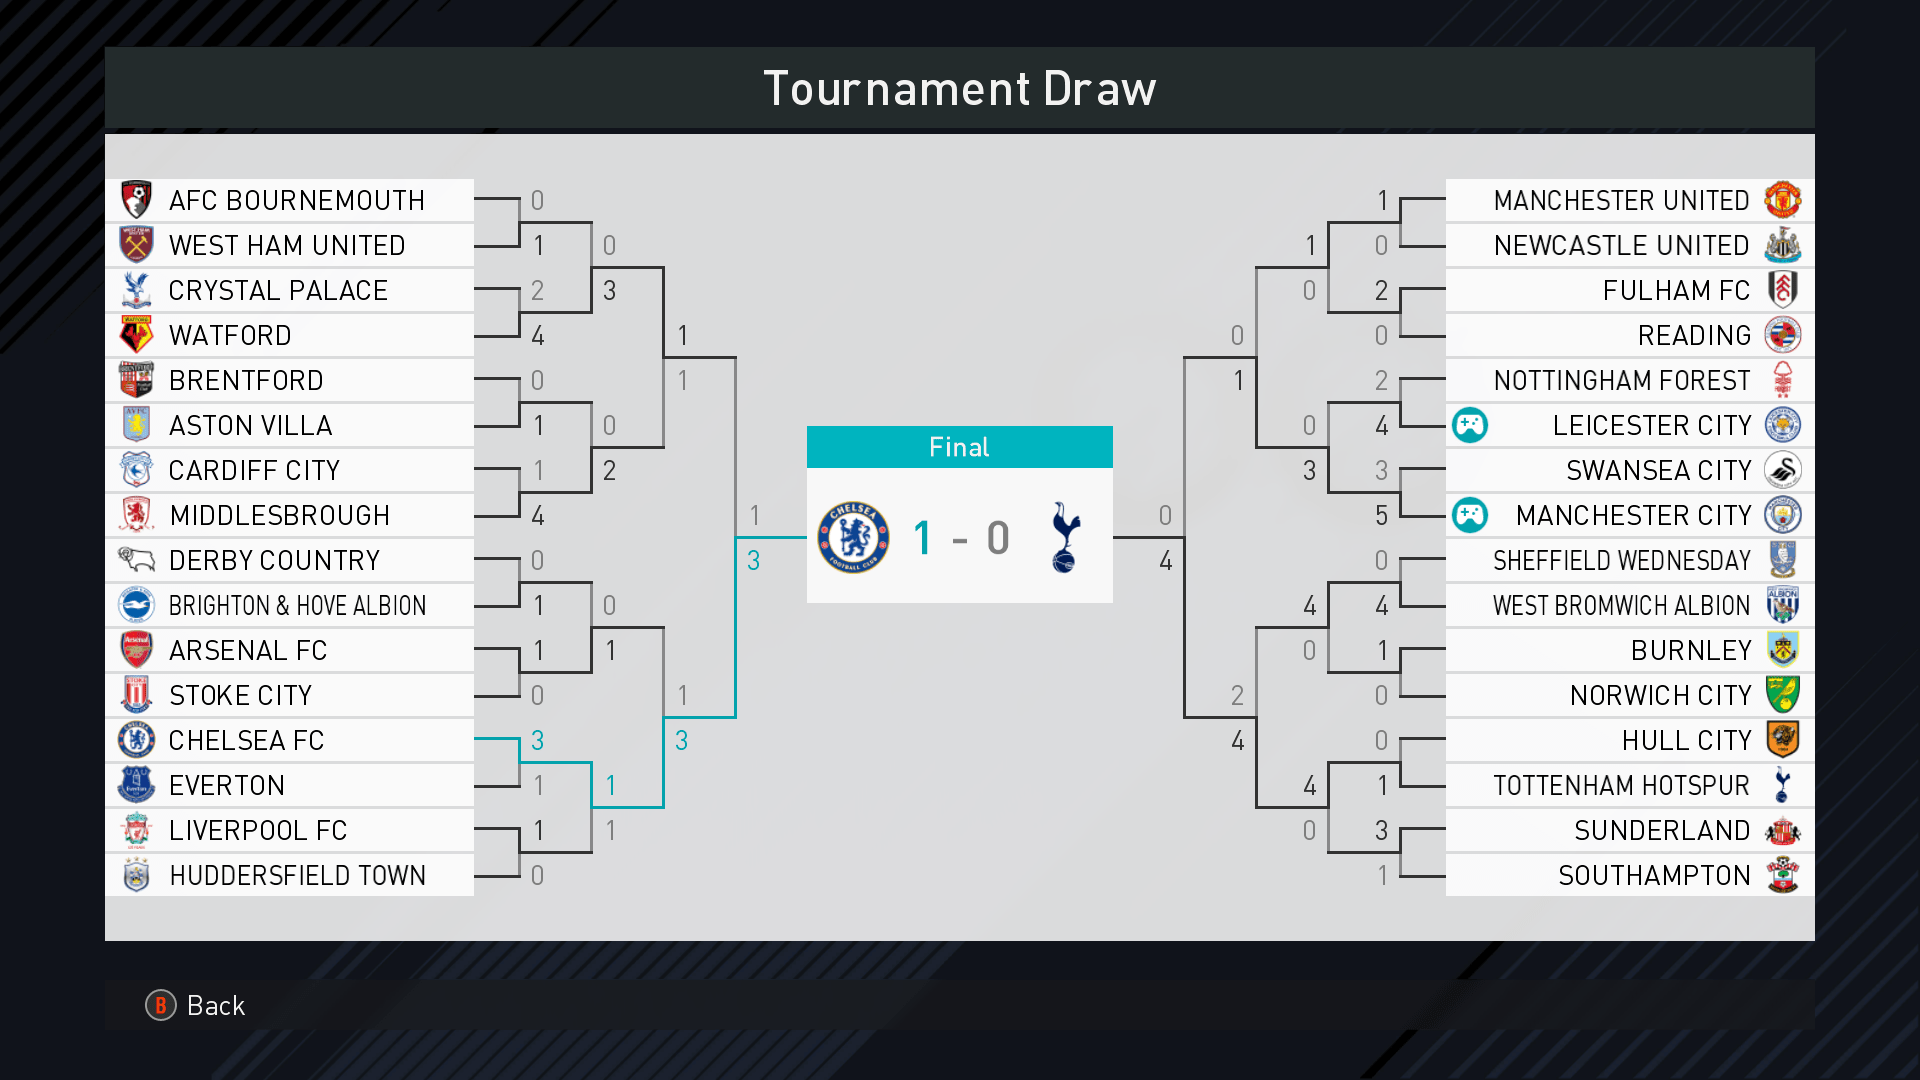 Tournament Draw
AFC BOURNEMOUTH 0
WEST HAM UNITED 1
0
CRYSTAL PALACE 2
3
WATFORD 4
1
BRENTFORD 0
1
ASTON VILLA 1
0
CARDIFF CITY 1
2
MIDDLESBROUGH 4
1
DERBY COUNTRY 0
3
BRIGHTON & HOVE ALBION 1
0
ARSENAL FC 1
1
STOKE CITY 0
1
CHELSEA FC 3
3
EVERTON 1
1
LIVERPOOL FC 1
1
HUDDERSFIELD TOWN 0
Final
CHELSEA
FOOTBALL CLUB
1 - 0
1 MANCHESTER UNITED
1
0 NEWCASTLE UNITED
0
2 FULHAM FC
0
0 READING
1
2 NOTTINGHAM FOREST
0
4 LEICESTER CITY
3
3 SWANSEA CITY
0
5 MANCHESTER CITY
4
0 SHEFFIELD WEDNESDAY
4
4 WEST BROMWICH ALBION
0
1 BURNLEY
2
0 NORWICH CITY
4
0 HULL CITY
4
1 TOTTENHAM HOTSPUR
0
3 SUNDERLAND
1 SOUTHAMPTON
B Back